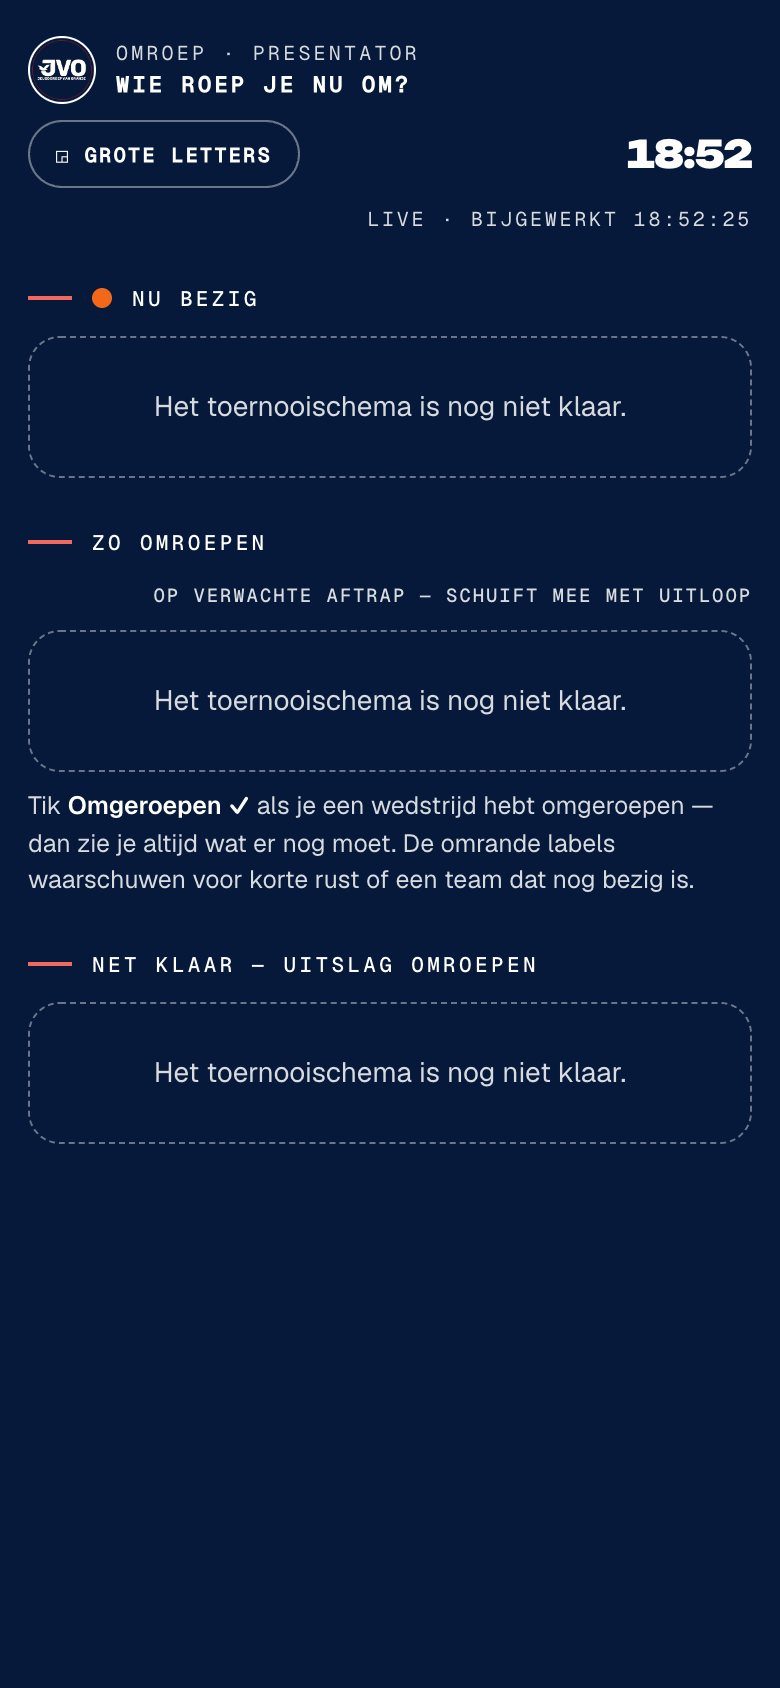 JVO
OMROEP · PRESENTATOR
WIE ROEP JE NU OM?
GROTE LETTERS
18:52
LIVE · BIJGEWERKT 18:52:25
NU BEZIG
Het toernooischema is nog niet klaar.
ZO OMROEPEN
OP VERWACHTE AFTRAP — SCHUIFT MEE MET UITLOOP
Het toernooischema is nog niet klaar.
Tik Omgeroepen ✓ als je een wedstrijd hebt omgeroepen —
dan zie je altijd wat er nog moet. De omrande labels
waarschuwen voor korte rust of een team dat nog bezig is.
NET KLAAR — UITSLAG OMROEPEN
Het toernooischema is nog niet klaar.